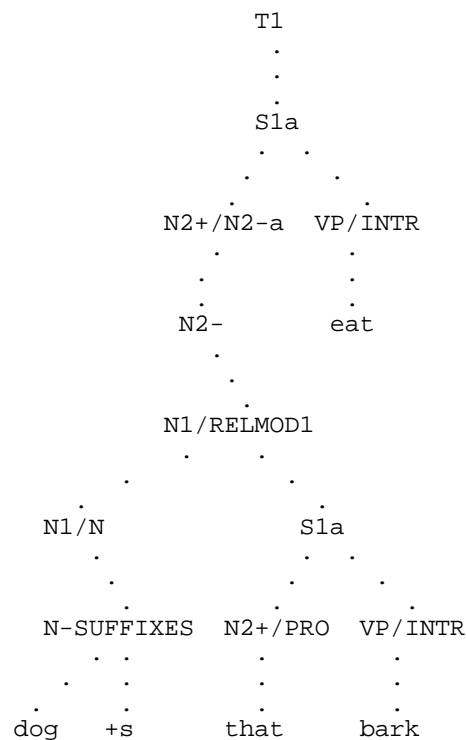 T1
S1a
N2+/N2-a VP/INTR
N2- eat
N1/RELMOD1
N1/N S1a
N-SUFFIXES N2+/PRO VP/INTR
dog +s that bark